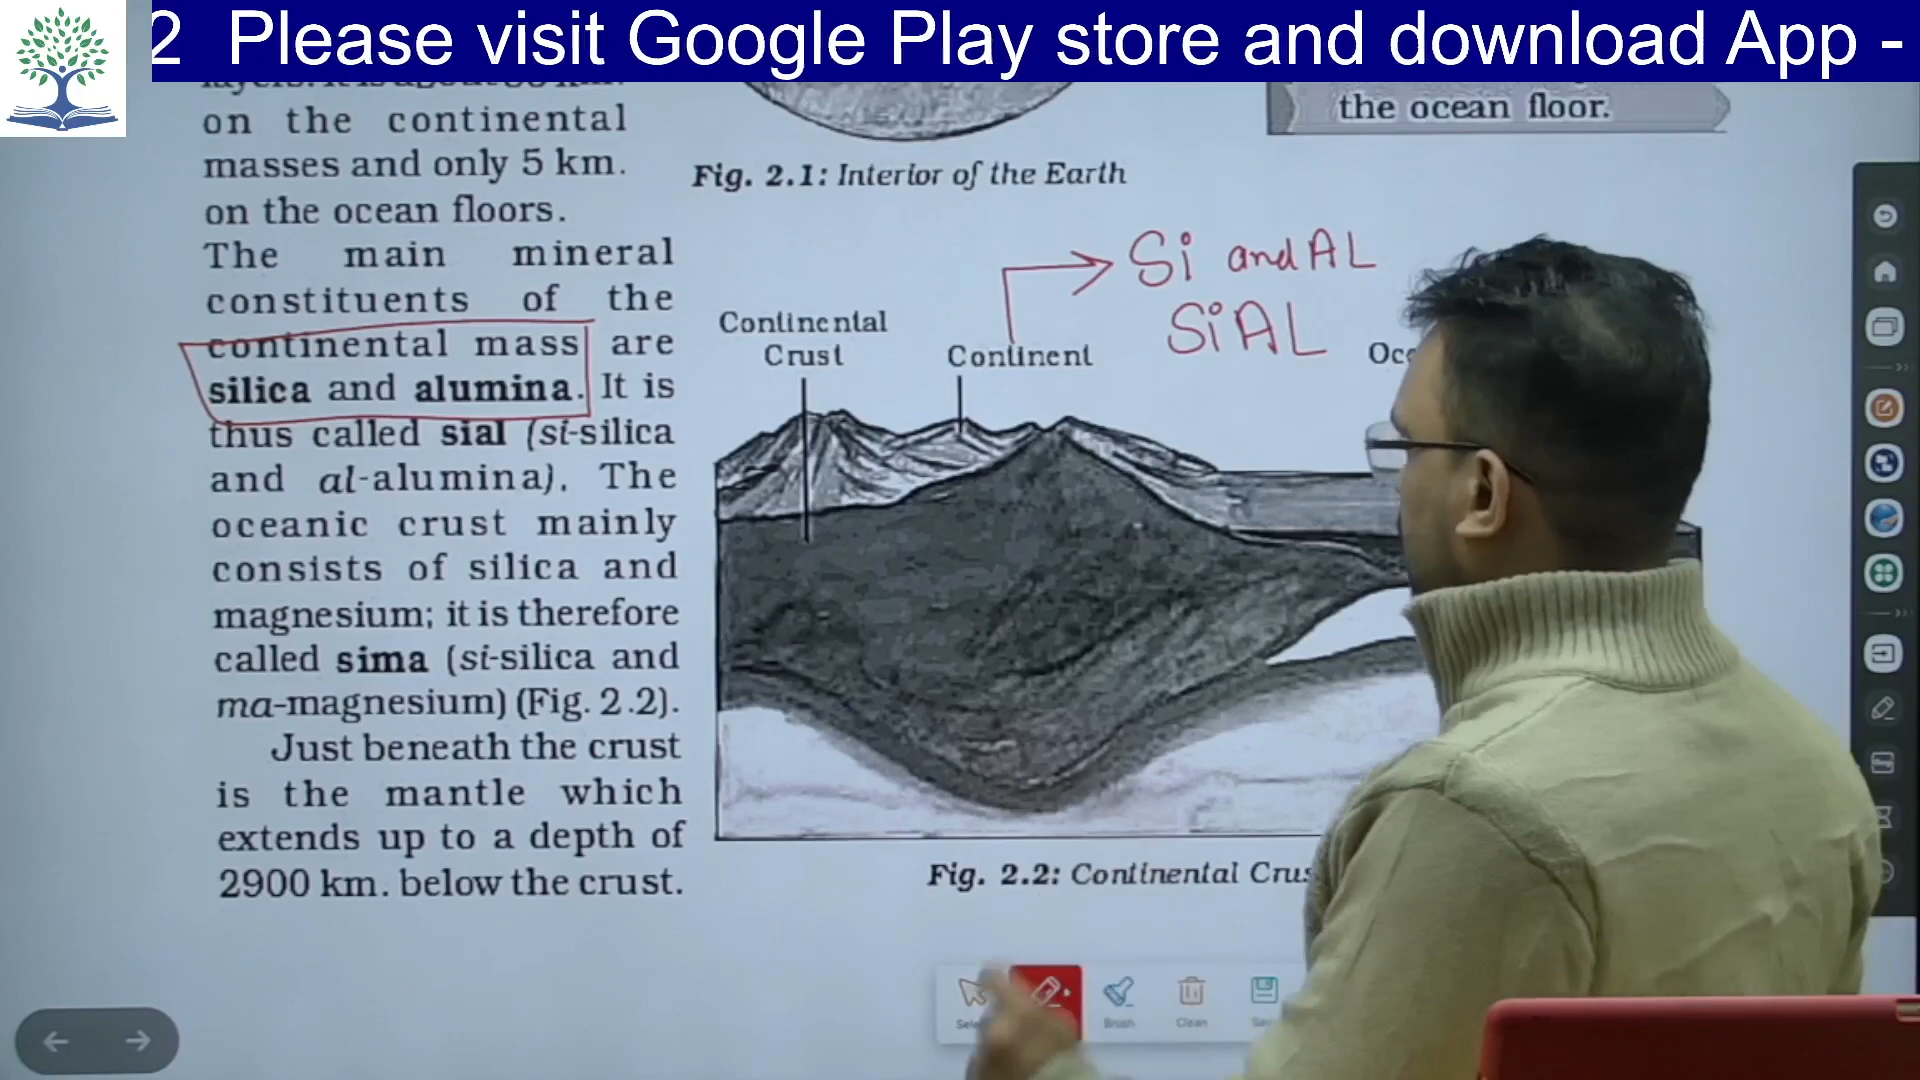 2 Please visit Google Play store and download App -
on the continental
masses and only 5 km.
on the ocean floors.
The main mineral
constituents of the
continental mass are
silica and alumina. It is
thus called sial (si-silica
and al-alumina). The
oceanic crust mainly
consists of silica and
magnesium; it is therefore
called sima (si-silica and
ma-magnesium) (Fig. 2.2).
Just beneath the crust
is the mantle which
extends up to a depth of
2900 km. below the crust.
the ocean floor.
Fig. 2.1: Interior of the Earth
Si and AL
SiAL
Continental
Crust
Continent
Fig. 2.2: Continental
Brush
Clean